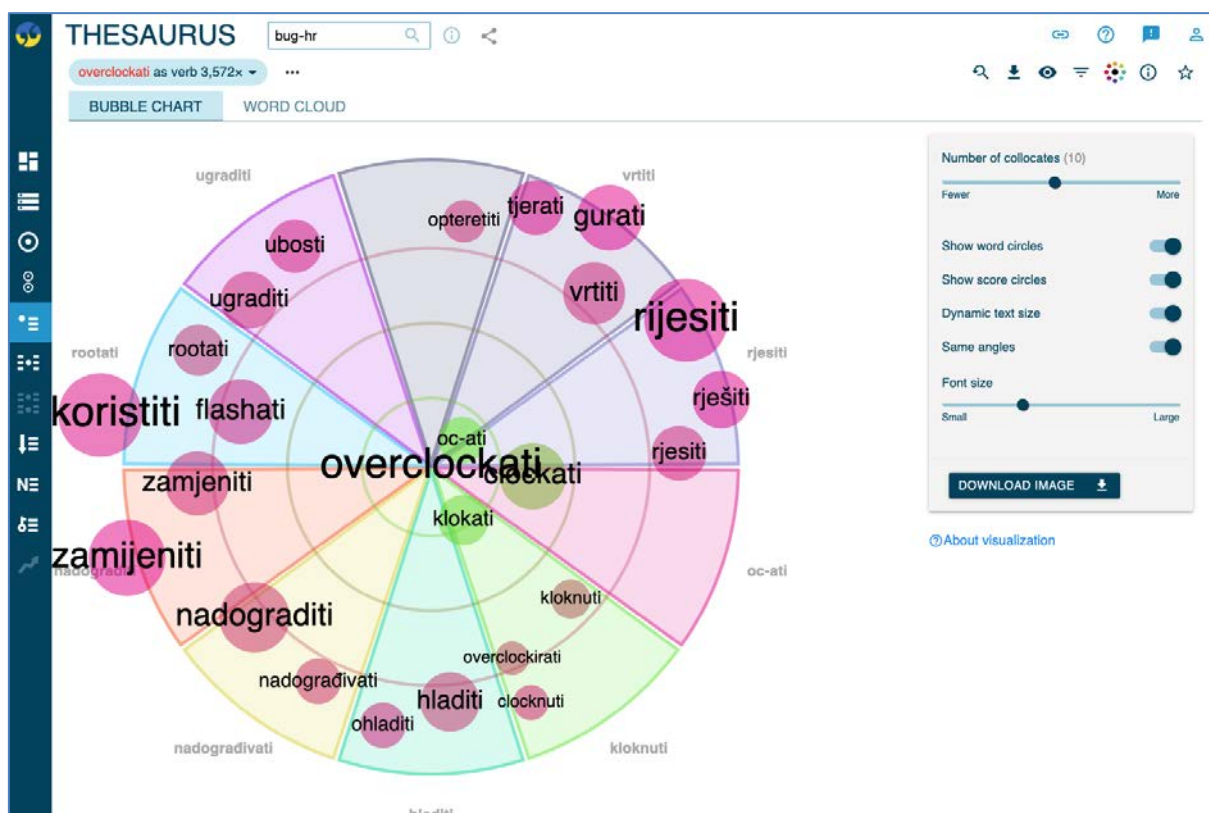 THESAURUS
bug-hr
overclockati as verb 3,572x
BUBBLE CHART
WORD CLOUD
ugraditi
vrtiti
tjerati
gurati
opteretiti
ubosti
ugraditi
vrtiti
rijesiti
rootati
rootati
rjesiti
koristiti
flashati
rješiti
oc-ati
rjesiti
overclockati
clockati
zamjeniti
klokati
zamijeniti
nadograditi
oc-ati
kloknuti
nadograditi
overclockirati
nadograđivati
hladiti
clocknuti
ohladiti
nadograđivati
kloknuti
hladiti
Number of collocates (10)
Fewer
More
Show word circles
Show score circles
Dynamic text size
Same angles
Font size
Small
Large
DOWNLOAD IMAGE
About visualization